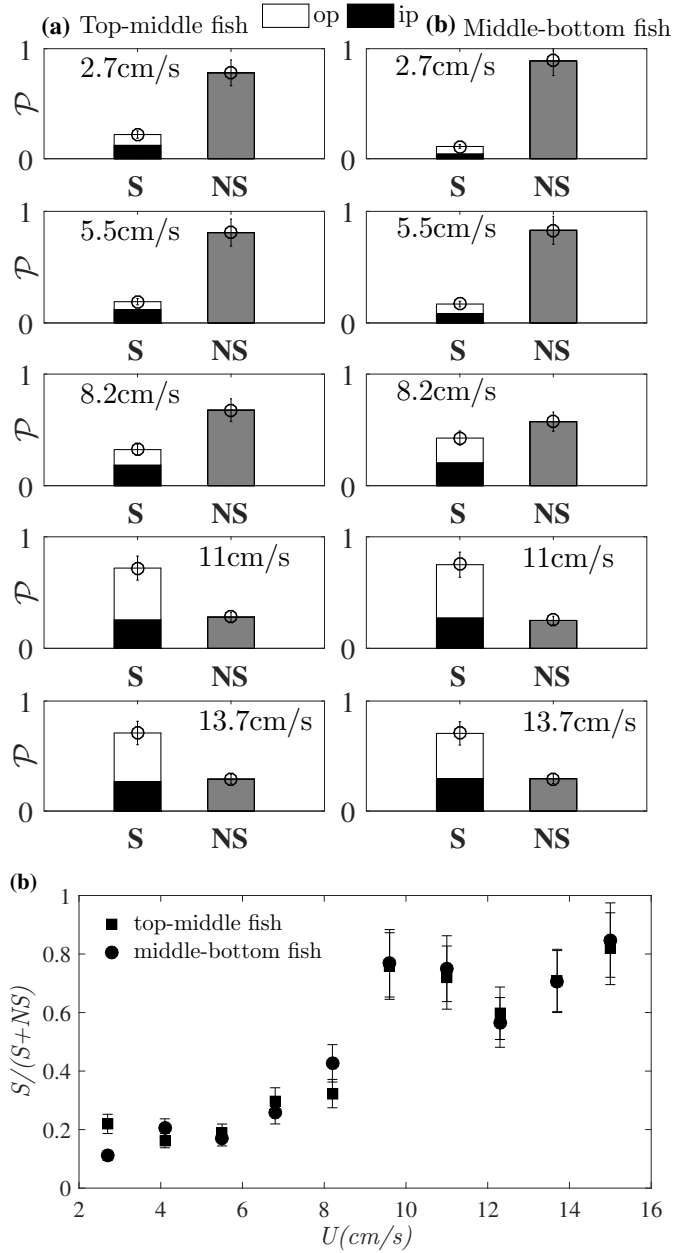 (a) Top-middle fish op ip (b) Middle-bottom fish
1 2.7cm/s 2.7cm/s
𝒫
0 0
S NS S NS
1 5.5cm/s 1 5.5cm/s
𝒫
0 0
S NS S NS
1 8.2cm/s 1 8.2cm/s
𝒫
0 0
S NS S NS
1 11cm/s 1 11cm/s
𝒫
0 0
S NS S NS
1 13.7cm/s 1 13.7cm/s
𝒫
0 0
S NS S NS
(b)
1
top-middle fish
middle-bottom fish
0.8
0.6
S/(S+NS)
0.4
0.2
0
2 4 6 8 10 12 14 16
U(cm/s)